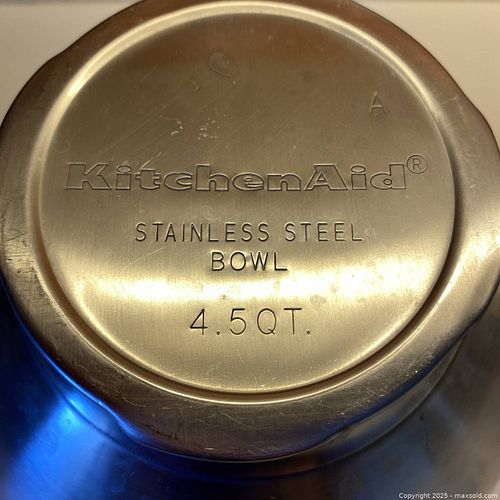 A
KitchenAid®
STAINLESS STEEL
BOWL
4.5QT.
Copyright 2025 - maxsold.com